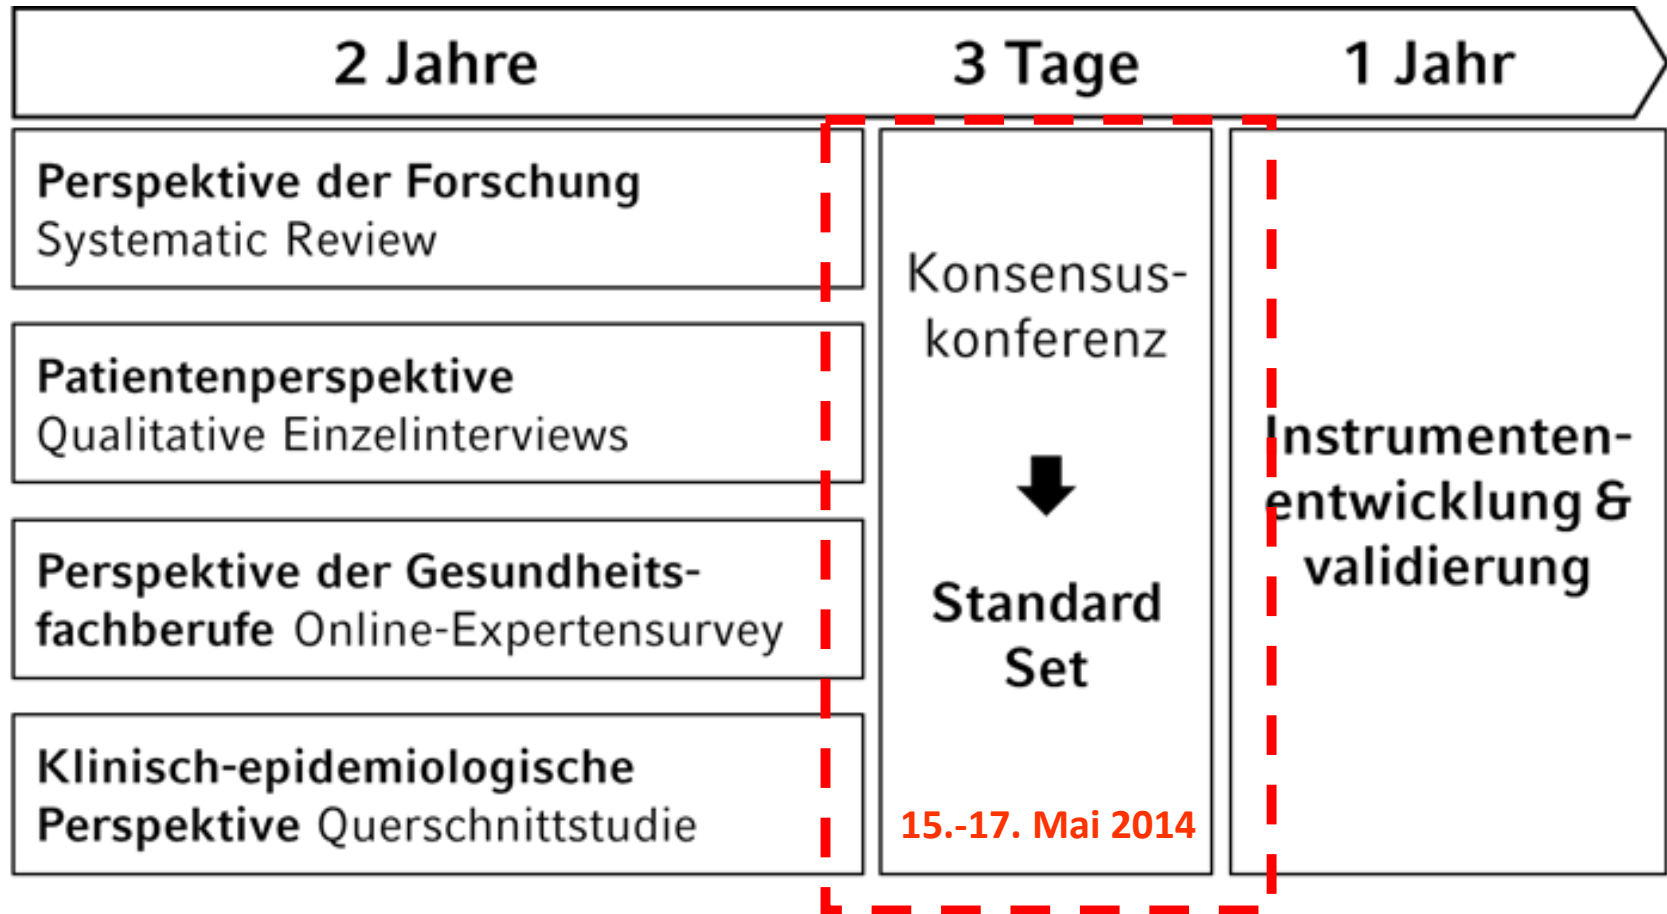 2 Jahre
3 Tage
1 Jahr
Perspektive der Forschung
Systematic Review
Patientenperspektive
Qualitative Einzelinterviews
Perspektive der Gesundheits-
fachberufe Online-Expertensurvey
Klinisch-epidemiologische
Perspektive Querschnittstudie
Konsensus-
konferenz
Standard
Set
15.-17. Mai 2014
Instrumenten-
entwicklung &
validierung